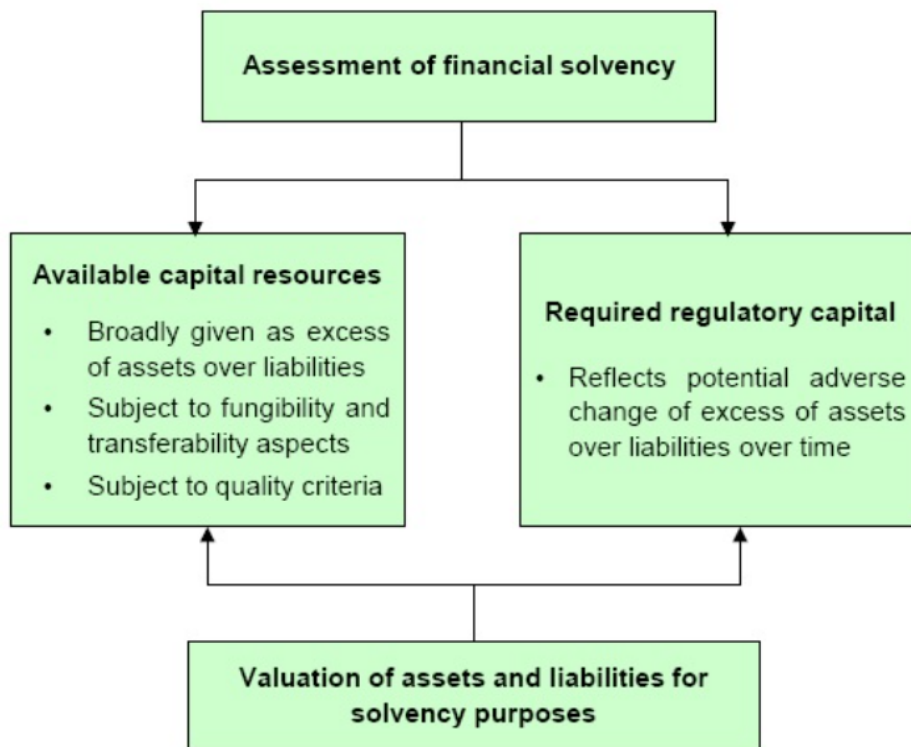 Assessment of financial solvency
Available capital resources
• Broadly given as excess
of assets over liabilities
• Subject to fungibility and
transferability aspects
• Subject to quality criteria
Required regulatory capital
• Reflects potential adverse
change of excess of assets
over liabilities over time
Valuation of assets and liabilities for
solvency purposes